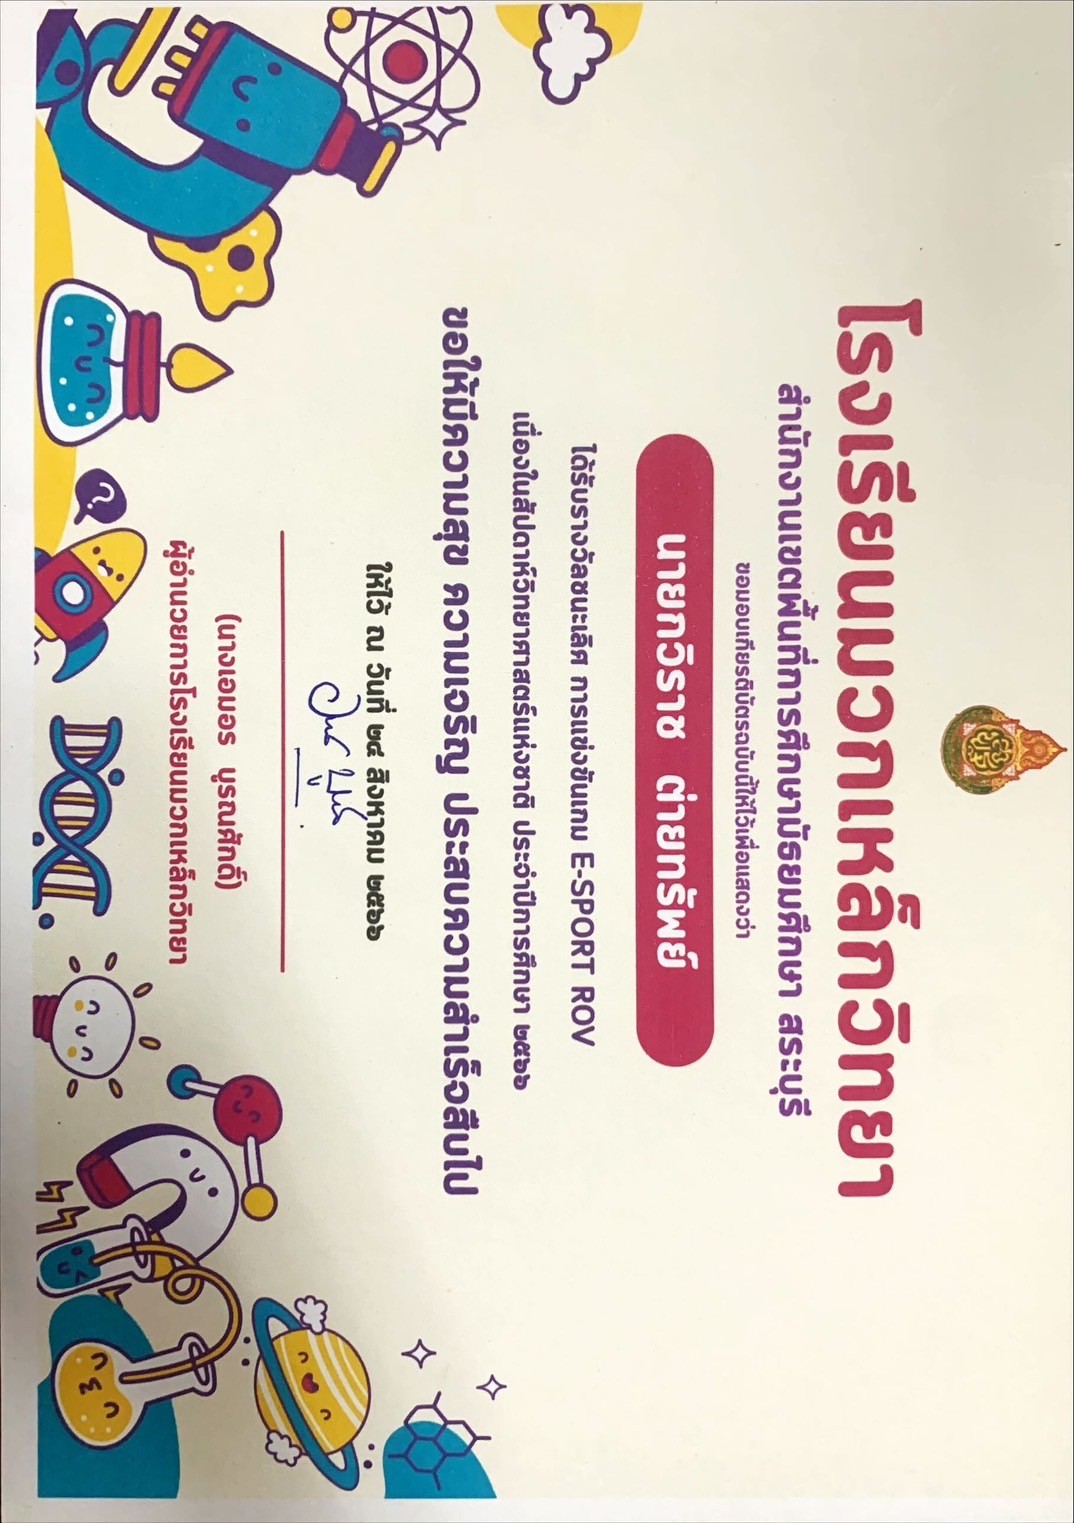 โรงเรียนมวกเหล็กวิทยา
สำนักงานเขตพื้นที่การศึกษามัธยมศึกษา สระบุรี
ขอมอบเกียรติบัตรฉบับนี้ให้ไว้เพื่อแสดงว่า
นายกวิราช ต่ายทรัพย์
ได้รับรางวัลชนะเลิศ การแข่งขันเกม E-SPORT ROV
เนื่องในสัปดาห์วิทยาศาสตร์แห่งชาติ ประจำปีการศึกษา ๒๕๖๖
ขอให้มีความสุข ความเจริญ ประสบความสำเร็จสืบไป
ให้ไว้ ณ วันที่ ๒๔ สิงหาคม ๒๕๖๖
(นางเอมอร บูรณศักดิ์)
ผู้อำนวยการโรงเรียนมวกเหล็กวิทยา
?